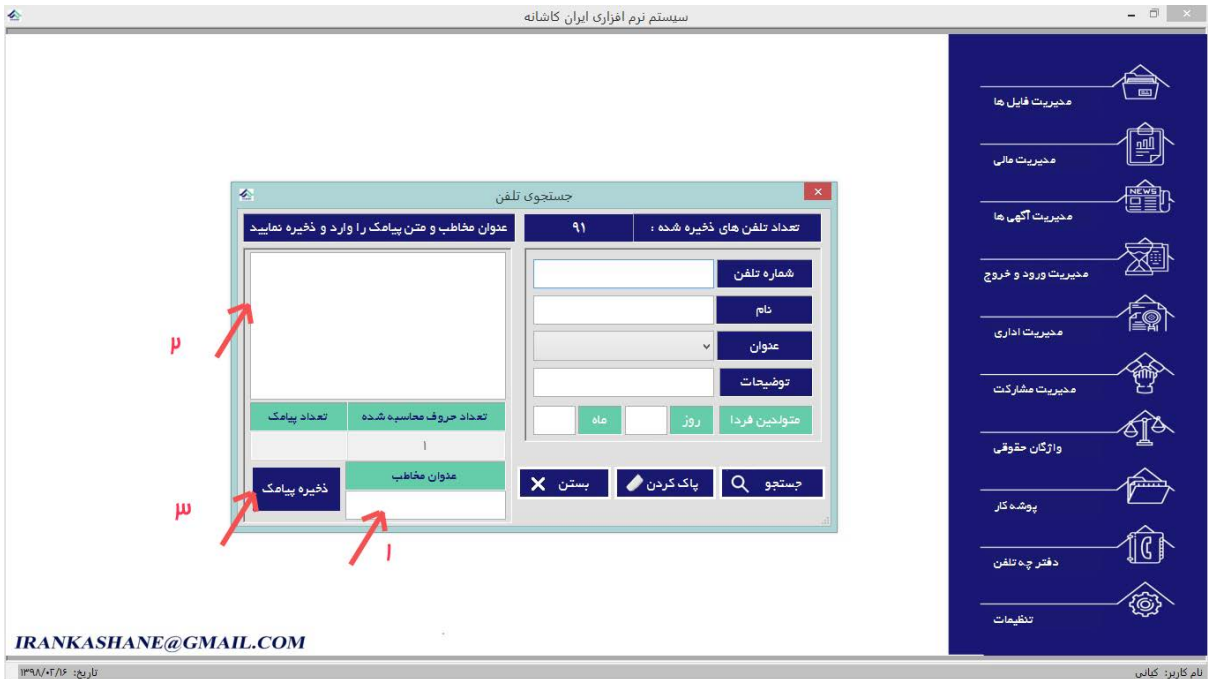 سیستم نرم افزاری ایران کاشانه
مدیریت فایل ها
مدیریت مالی
NEWS
مدیریت آگهی ها
مدیریت ورود و خروج
مدیریت اداری
مدیریت مشارکت
واژگان حقوقی
پوشه کار
دفتر چه تلفن
تنظیمات
جستجوی تلفن
تعداد تلفن های ذخیره شده : ۹۱
شماره تلفن
نام
عنوان
توضیحات
متولدین فردا روز ماه
جستجو پاک کردن بستن
عنوان مخاطب و متن پیامک را وارد و ذخیره نمایید
۲
تعداد حروف محاسبه شده تعداد پیامک
۱
عنوان مخاطب
ذخیره پیامک
۳
۱
IRANKASHANE@GMAIL.COM
نام کاربر: کیانی
تاریخ: ۱۳۹۸/۰۲/۱۶